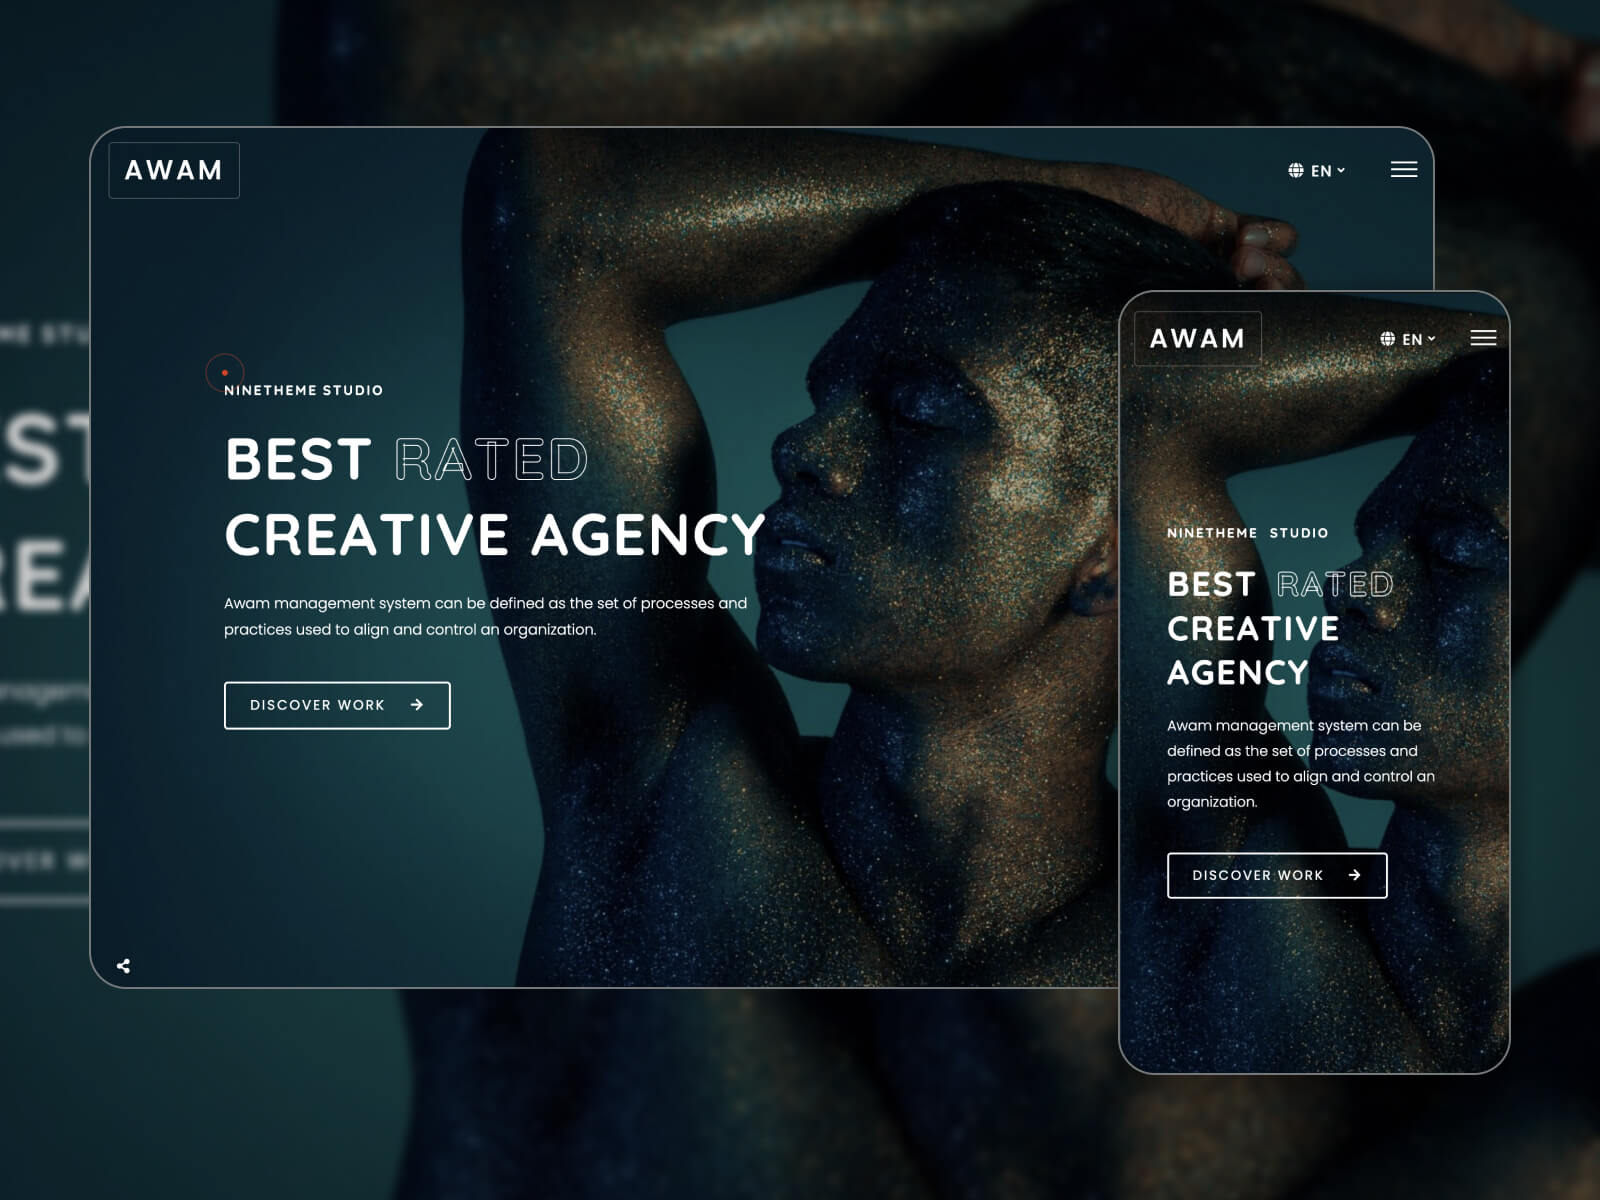 AWAM
EN
NINETHEME STUDIO
BEST RATED
CREATIVE AGENCY
Awam management system can be defined as the set of processes and
practices used to align and control an organization.
DISCOVER WORK
AWAM
EN
NINETHEME STUDIO
BEST RATED
CREATIVE
AGENCY
Awam management system can be
defined as the set of processes and
practices used to align and control an
organization.
DISCOVER WORK